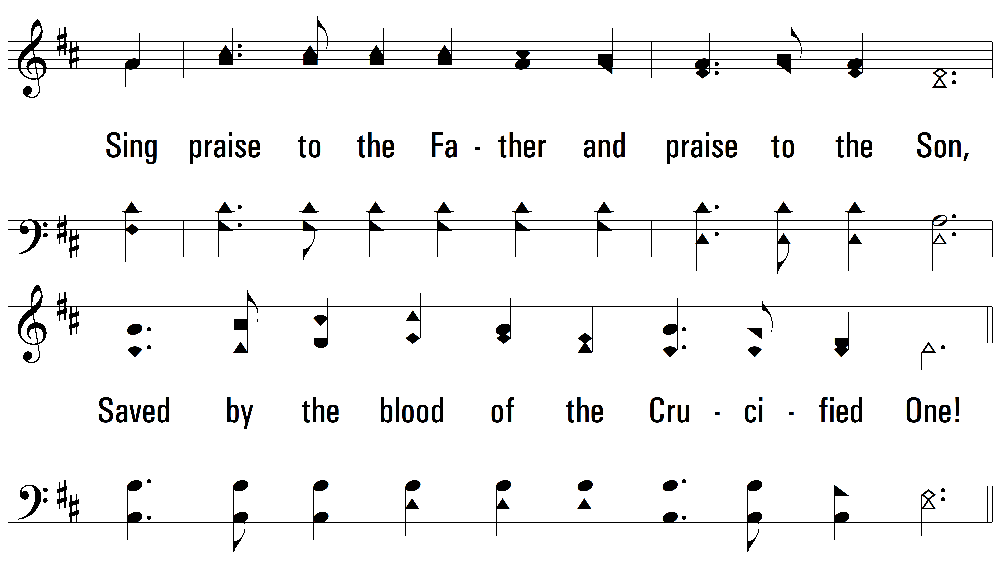 Sing praise to the Fa - ther and praise to the Son,
Saved by the blood of the Cru - ci - fied One!